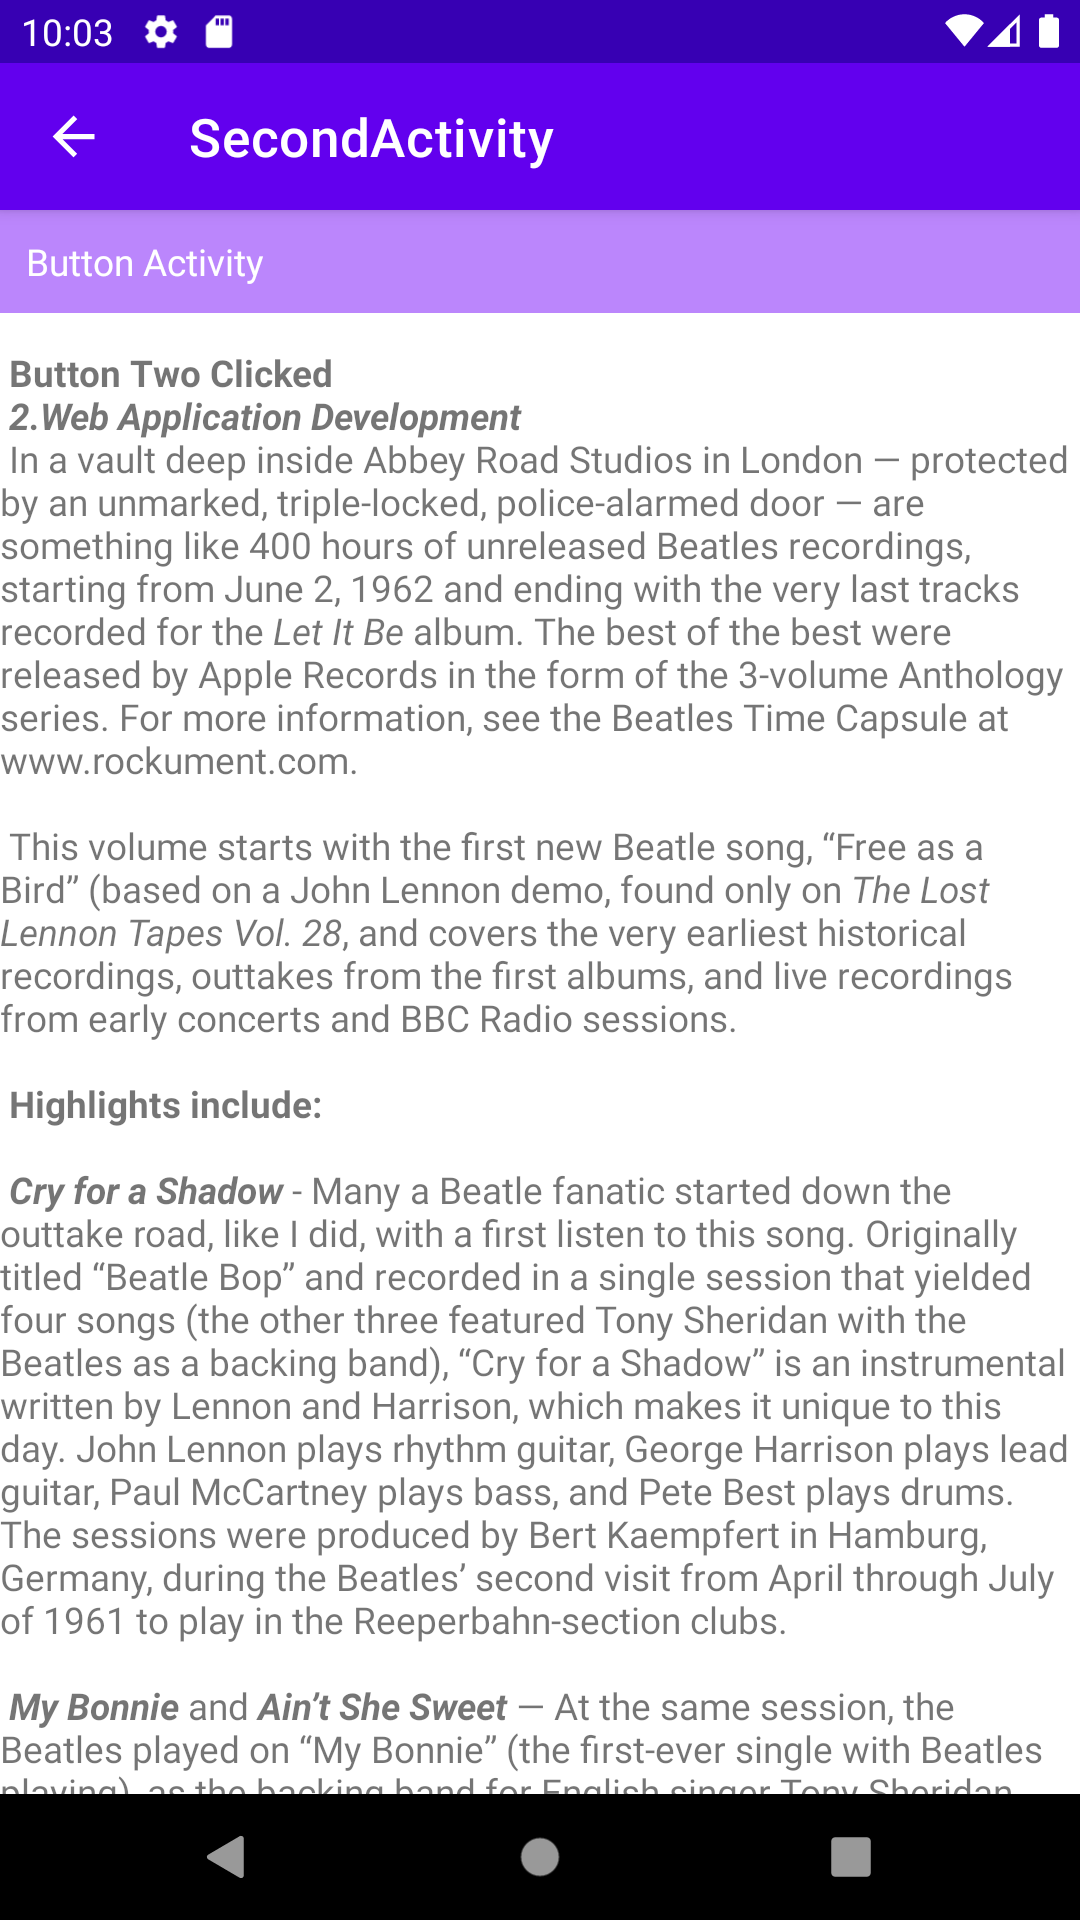 10:03
SecondActivity
Button Activity
Button Two Clicked
2.Web Application Development
In a vault deep inside Abbey Road Studios in London — protected
by an unmarked, triple-locked, police-alarmed door — are
something like 400 hours of unreleased Beatles recordings,
starting from June 2, 1962 and ending with the very last tracks
recorded for the Let It Be album. The best of the best were
released by Apple Records in the form of the 3-volume Anthology
series. For more information, see the Beatles Time Capsule at
www.rockument.com.
This volume starts with the first new Beatle song, “Free as a
Bird” (based on a John Lennon demo, found only on The Lost
Lennon Tapes Vol. 28, and covers the very earliest historical
recordings, outtakes from the first albums, and live recordings
from early concerts and BBC Radio sessions.
Highlights include:
Cry for a Shadow - Many a Beatle fanatic started down the
outtake road, like I did, with a first listen to this song. Originally
titled “Beatle Bop” and recorded in a single session that yielded
four songs (the other three featured Tony Sheridan with the
Beatles as a backing band), “Cry for a Shadow” is an instrumental
written by Lennon and Harrison, which makes it unique to this
day. John Lennon plays rhythm guitar, George Harrison plays lead
guitar, Paul McCartney plays bass, and Pete Best plays drums.
The sessions were produced by Bert Kaempfert in Hamburg,
Germany, during the Beatles’ second visit from April through July
of 1961 to play in the Reeperbahn-section clubs.
My Bonnie and Ain’t She Sweet — At the same session, the
Beatles played on “My Bonnie” (the first-ever single with Beatles
playing), as the backing band for English singer Tony Sheridan